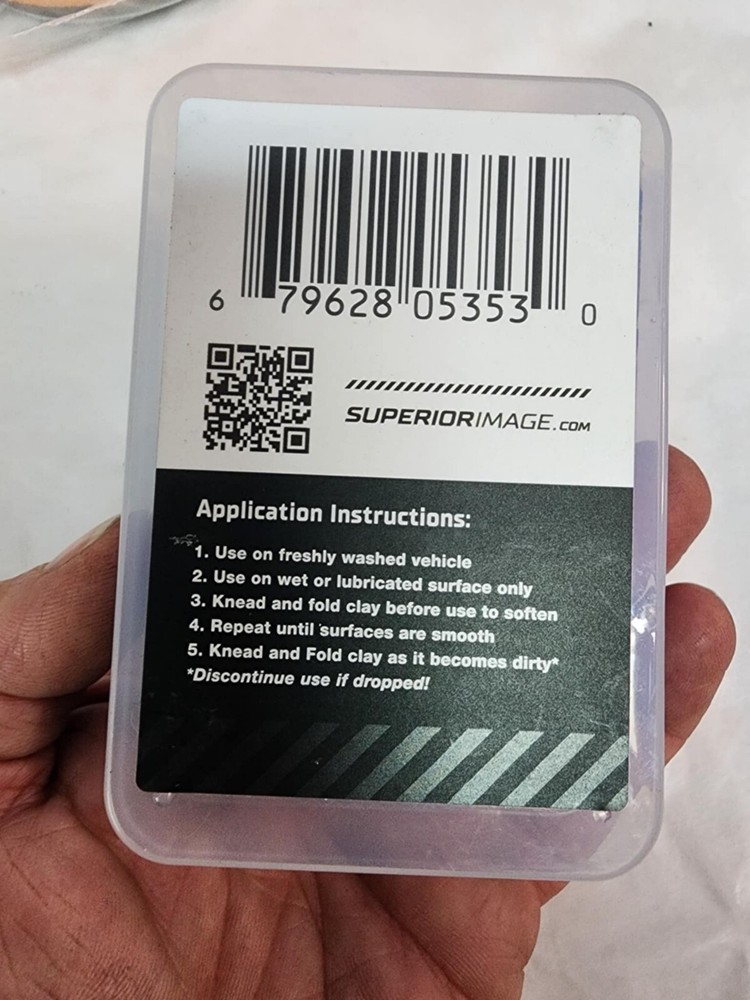 6 79628 05353 0
SUPERIORIMAGE.COM
Application Instructions:
1. Use on freshly washed vehicle
2. Use on wet or lubricated surface only
3. Knead and fold clay before use to soften
4. Repeat until surfaces are smooth
5. Knead and Fold clay as it becomes dirty*
*Discontinue use if dropped!